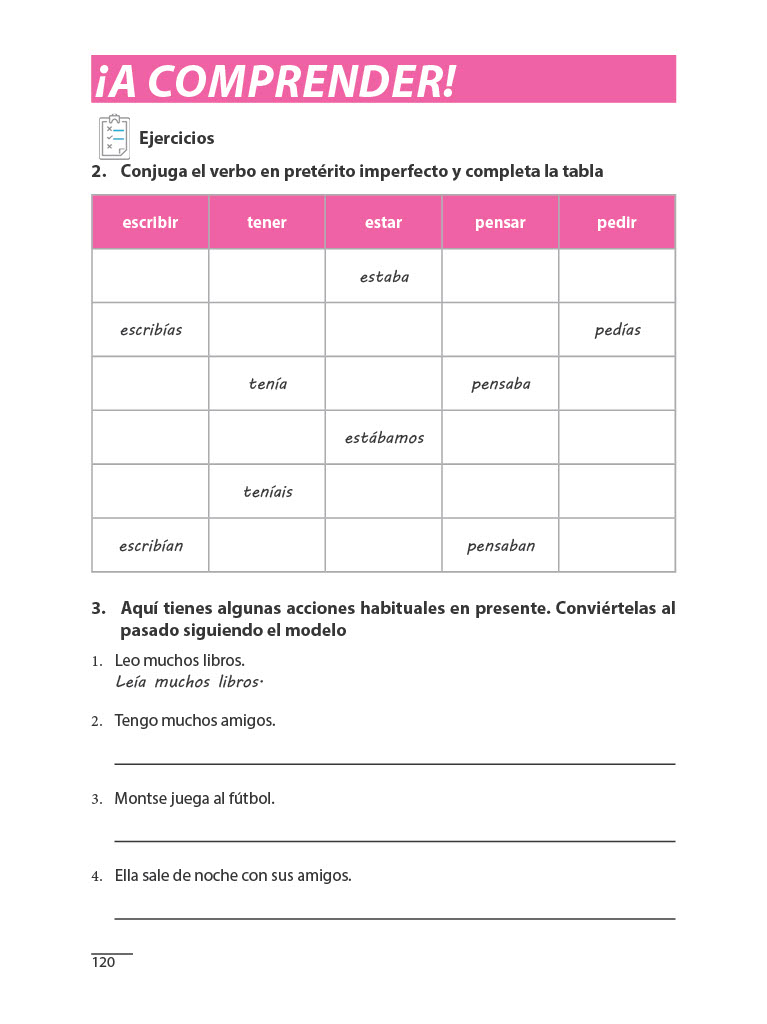 ¡A COMPRENDER!
Ejercicios
2. Conjuga el verbo en pretérito imperfecto y completa la tabla
escribir tener estar pensar pedir
estaba
escribías pedías
tenía pensaba
estábamos
teníais
escribían pensaban
3. Aquí tienes algunas acciones habituales en presente. Conviértelas al
pasado siguiendo el modelo
1. Leo muchos libros.
Leía muchos libros.
2. Tengo muchos amigos.
3. Montse juega al fútbol.
4. Ella sale de noche con sus amigos.
120